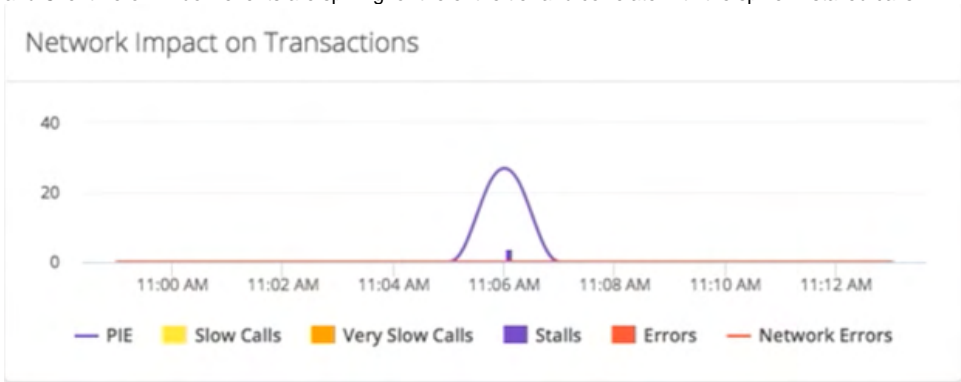 Network Impact on Transactions
40
20
0
11:00 AM 11:02 AM 11:04 AM 11:06 AM 11:08 AM 11:10 AM 11:12 AM
PIE Slow Calls Very Slow Calls Stalls Errors Network Errors